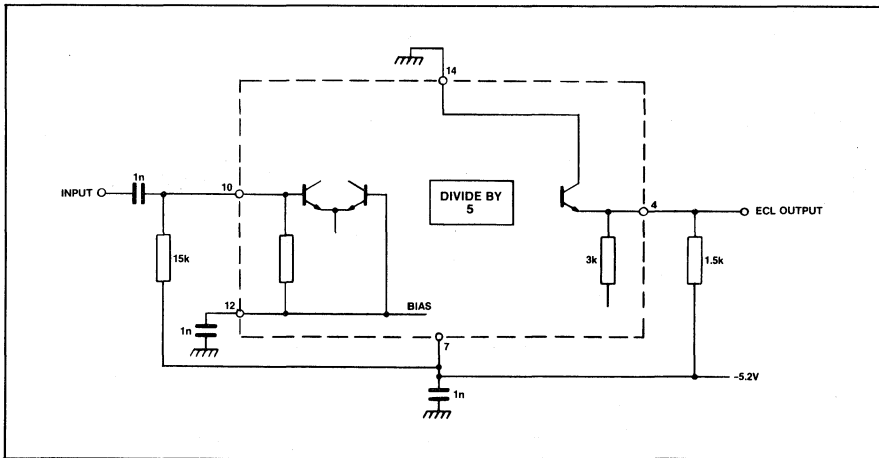 14
1n
INPUT
10
DIVIDE BY
5
4
ECL OUTPUT
15k
3k
1.5k
12
BIAS
1n
7
-5.2V
1n